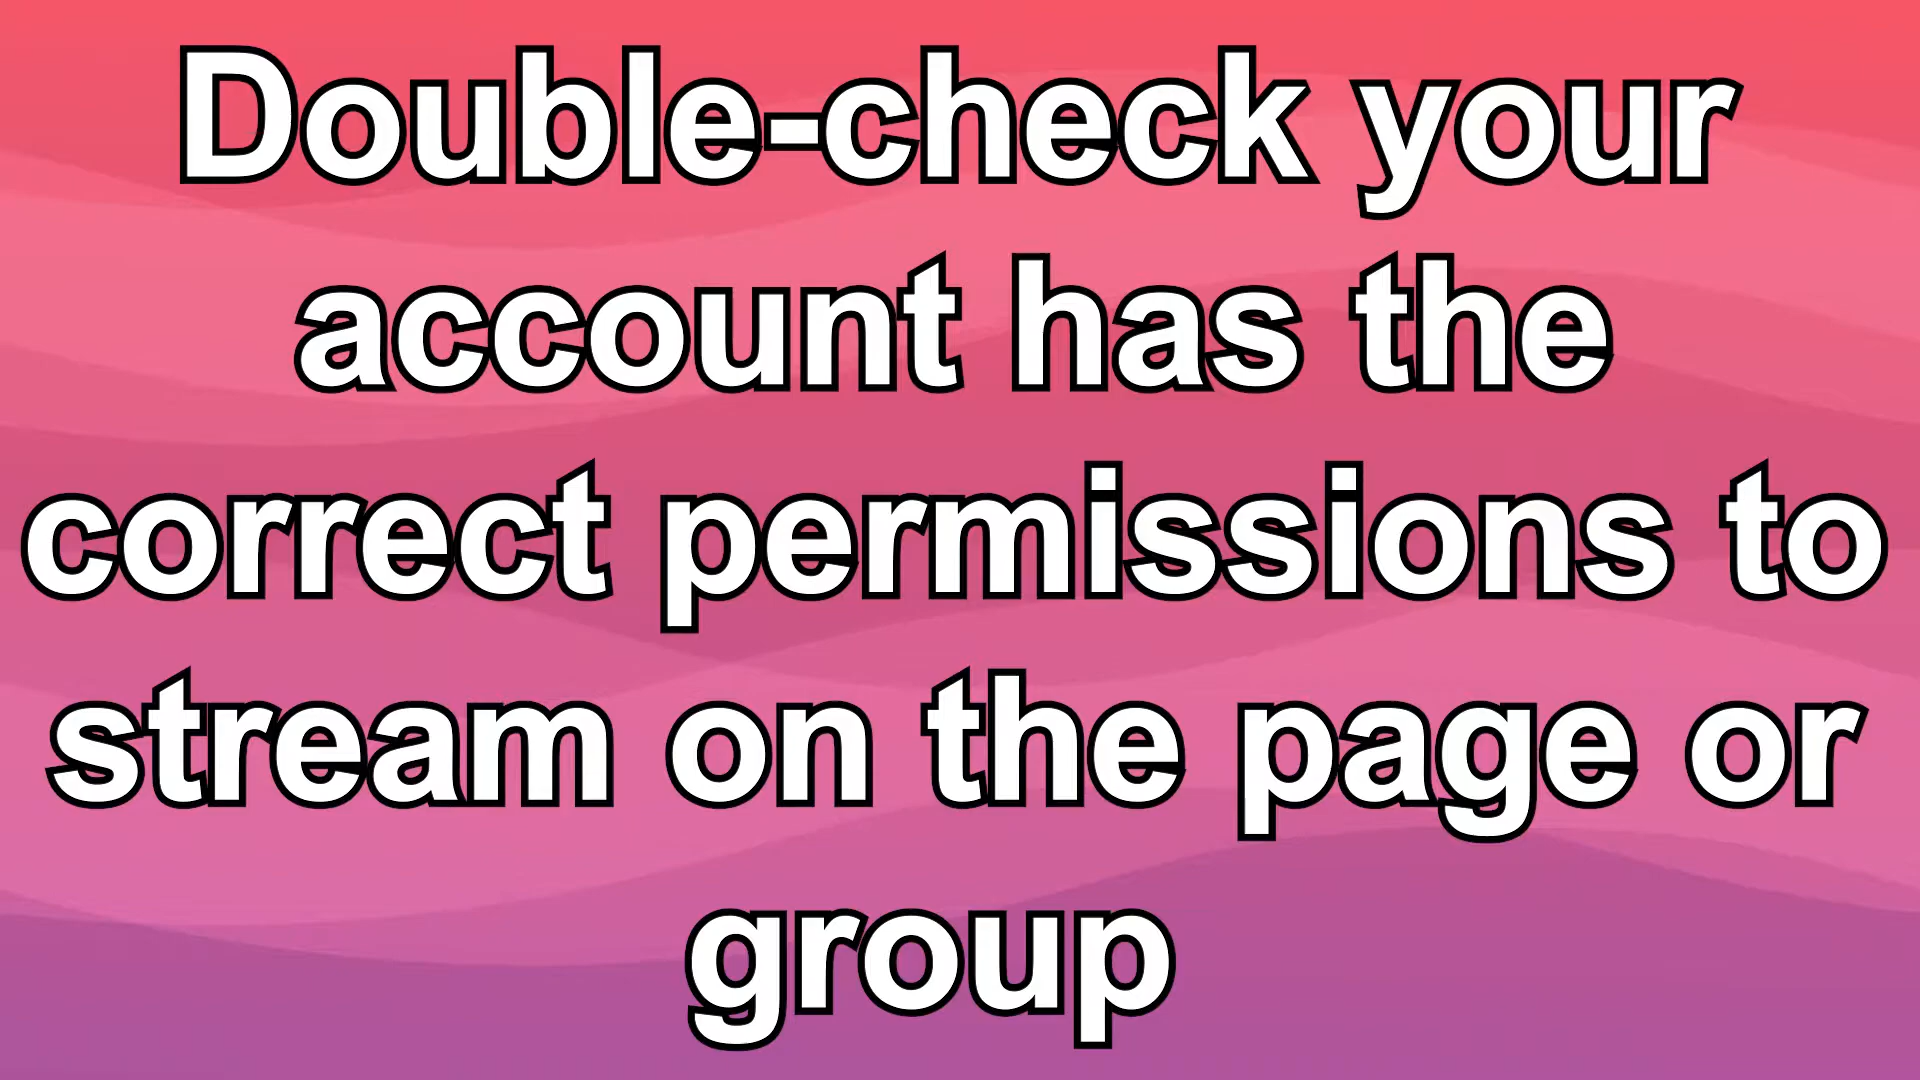 Double-check your
account has the
correct permissions to
stream on the page or
group